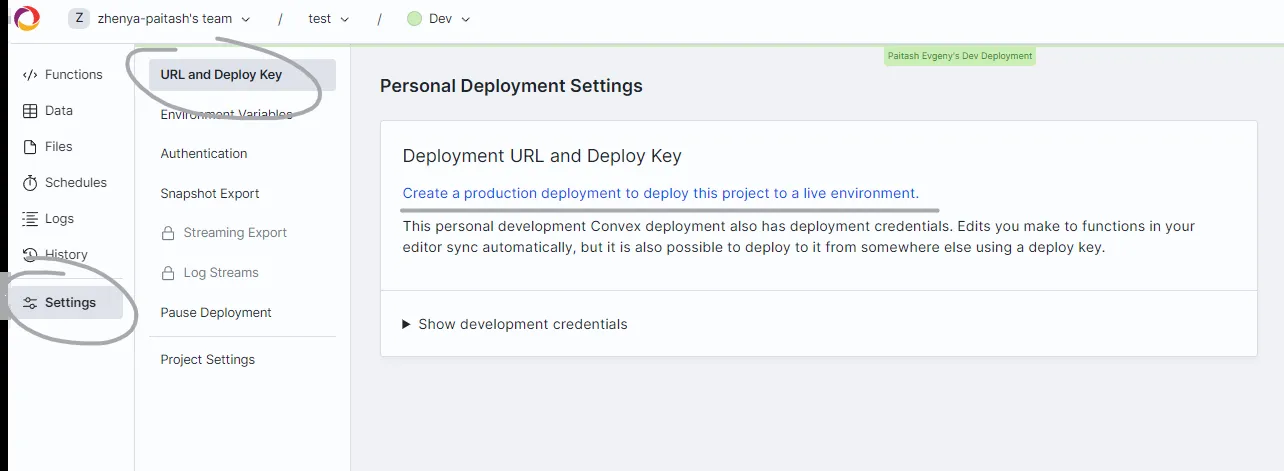 Z zhenya-paitash's team / test / Dev
Paitash Evgeny's Dev Deployment
Functions
Data
Files
Schedules
Logs
History
Settings
URL and Deploy Key
Environment Variables
Authentication
Snapshot Export
Streaming Export
Log Streams
Pause Deployment
Project Settings
Personal Deployment Settings
Deployment URL and Deploy Key
Create a production deployment to deploy this project to a live environment.
This personal development Convex deployment also has deployment credentials. Edits you make to functions in your
editor sync automatically, but it is also possible to deploy to it from somewhere else using a deploy key.
Show development credentials